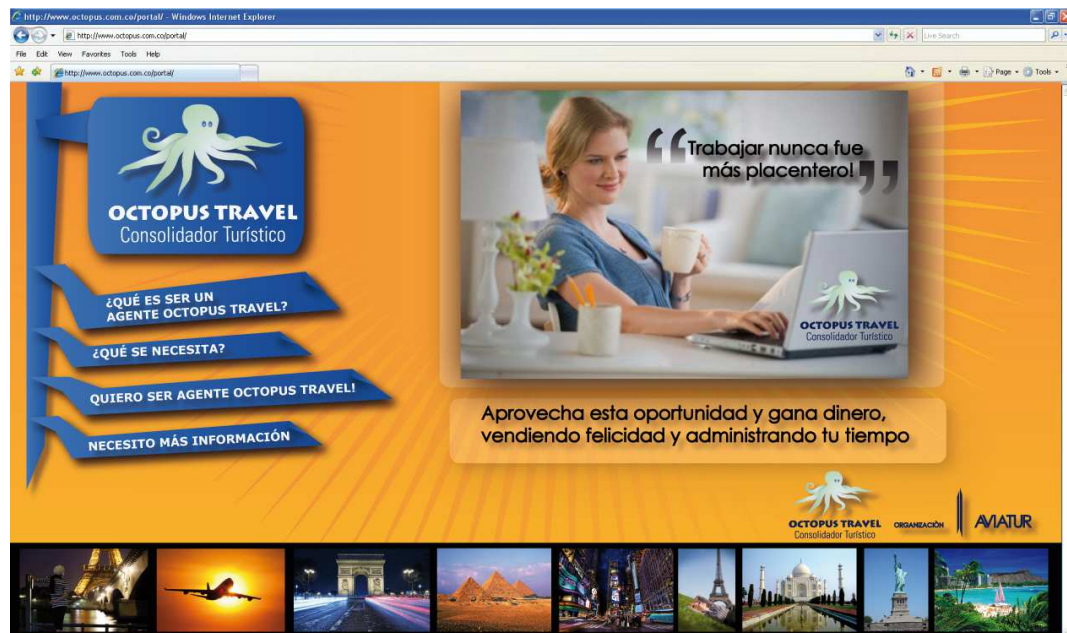 http://www.octopus.com.co/portal/ - Windows Internet Explorer
http://www.octopus.com.co/portal/
Live Search
File Edit View Favorites Tools Help
http://www.octopus.com.co/portal/
Page
Tools
OCTOPUS TRAVEL
Consolidador Turístico
¿QUÉ ES SER UN
AGENTE OCTOPUS TRAVEL?
¿QUÉ SE NECESITA?
QUIERO SER AGENTE OCTOPUS TRAVEL!
NECESITO MÁS INFORMACIÓN
“Trabajar nunca fue
más placentero!”
OCTOPUS TRAVEL
Consolidador Turístico
Aprovecha esta oportunidad y gana dinero,
vendiendo felicidad y administrando tu tiempo
OCTOPUS TRAVEL
Consolidador Turístico
ORGANIZACIÓN
AVIATUR